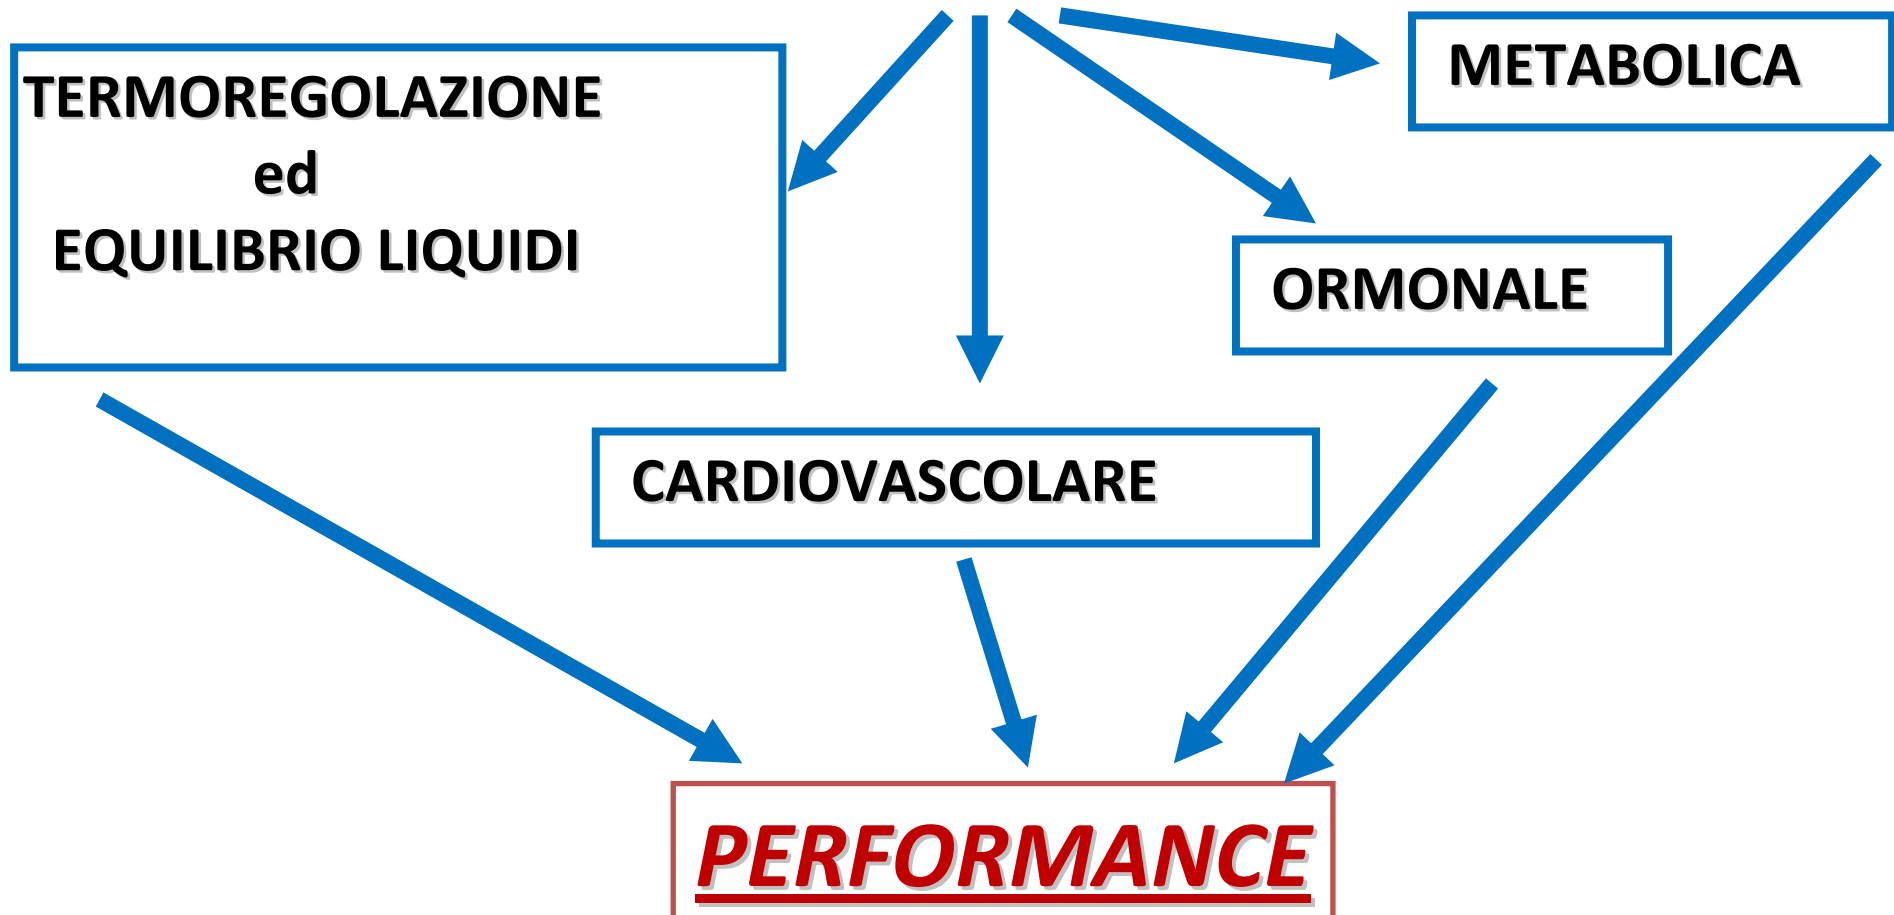 METABOLICA
TERMOREGOLAZIONE
ed
EQUILIBRIO LIQUIDI
ORMONALE
CARDIOVASCOLARE
PERFORMANCE